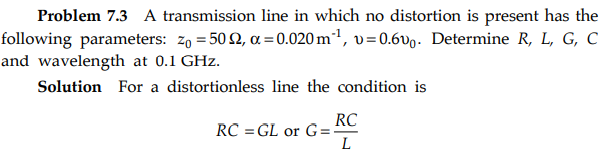 Problem 7.3 A transmission line in which no distortion is present has the
following parameters: z₀ = 50 Ω, α = 0.020 m⁻¹, υ = 0.6υ₀. Determine R, L, G, C
and wavelength at 0.1 GHz.
Solution For a distortionless line the condition is
RC = GL or G = RC/L